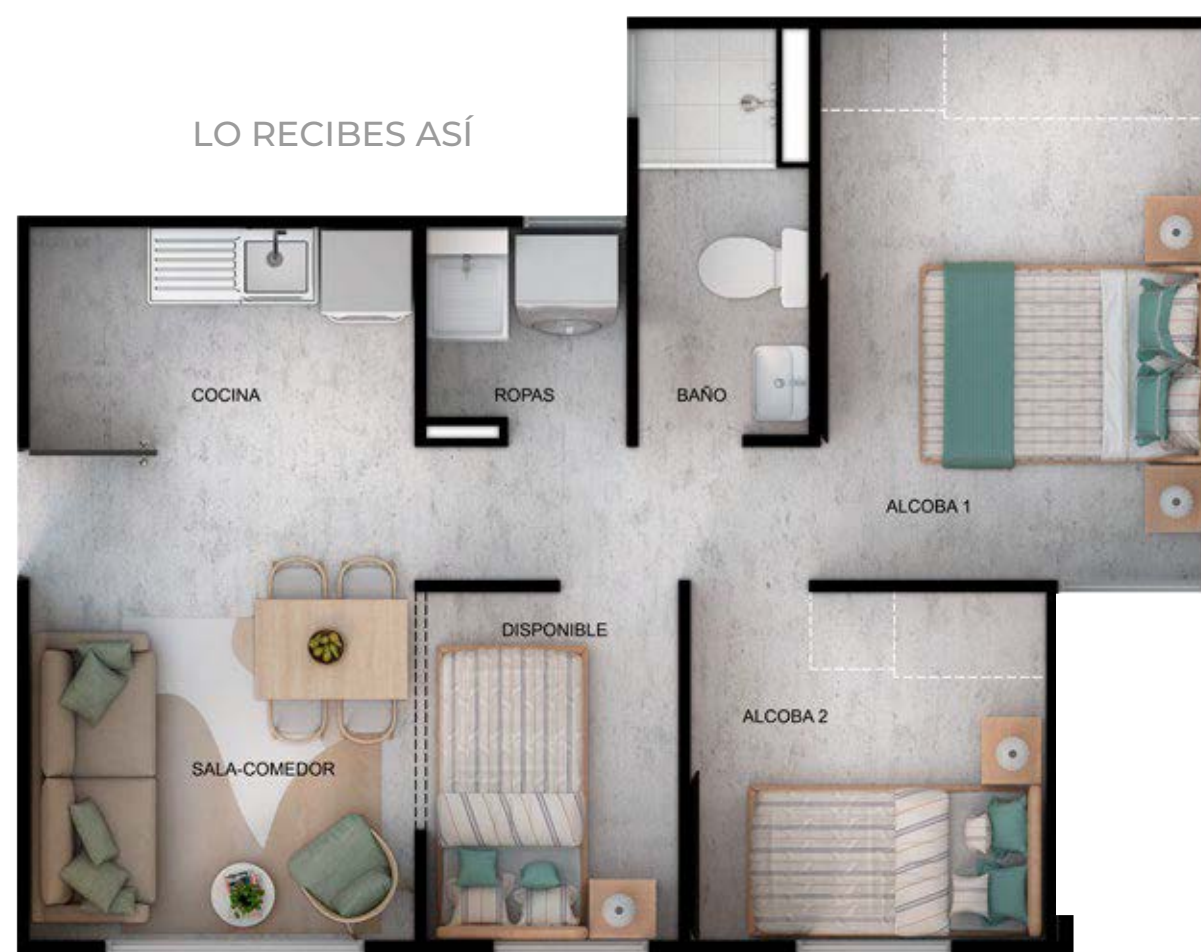 LO RECIBES ASÍ
COCINA
ROPAS
BAÑO
ALCOBA 1
DISPONIBLE
ALCOBA 2
SALA-COMEDOR